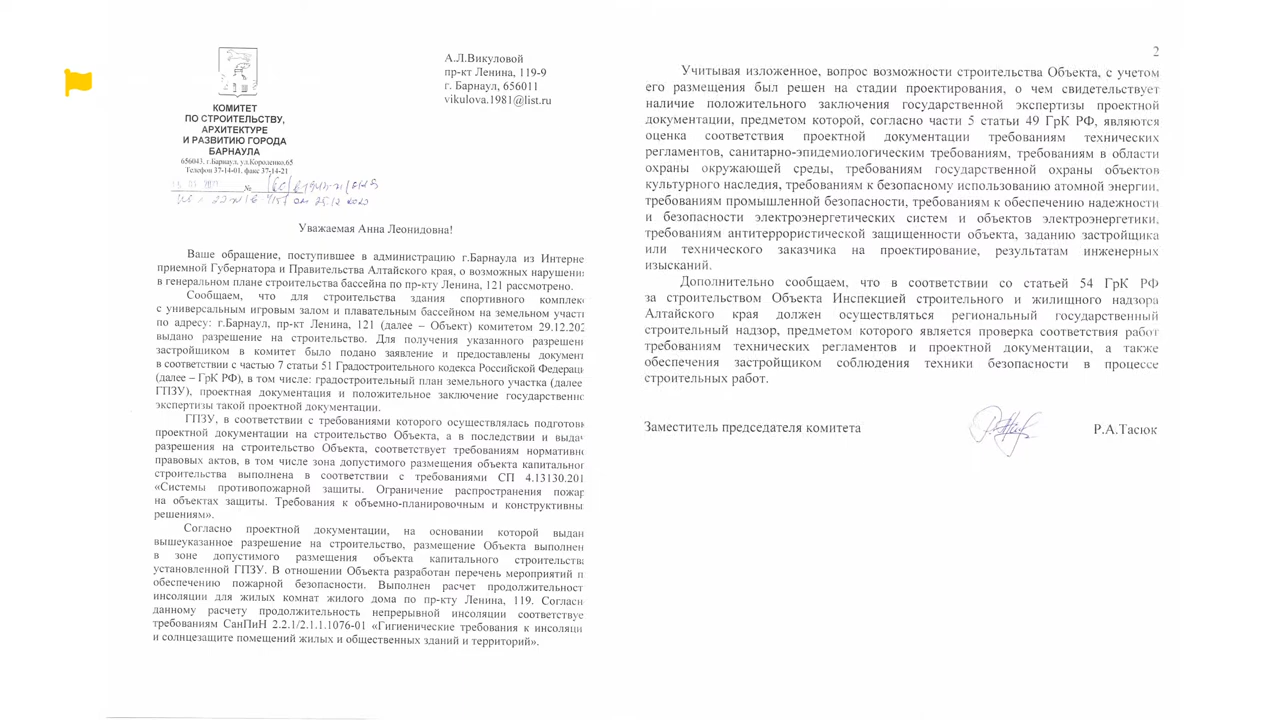 КОМИТЕТ
ПО СТРОИТЕЛЬСТВУ,
АРХИТЕКТУРЕ
И РАЗВИТИЮ ГОРОДА
БАРНАУЛА
656043, г.Барнаул, ул.Короленко,65
Телефон 37-14-01, факс 37-14-21
№
А.Л.Викуловой
пр-кт Ленина, 119-9
г. Барнаул, 656011
vikulova.1981@list.ru
Уважаемая Анна Леонидовна!
Ваше обращение, поступившее в администрацию г.Барнаула из Интерне
приемной Губернатора и Правительства Алтайского края, о возможных нарушени
в генеральном плане строительства бассейна по пр-кту Ленина, 121 рассмотрено.
Сообщаем, что для строительства здания спортивного комплекс
с универсальным игровым залом и плавательным бассейном на земельном участк
по адресу: г.Барнаул, пр-кт Ленина, 121 (далее – Объект) комитетом 29.12.202
выдано разрешение на строительство. Для получения указанного разрешени
застройщиком в комитет было подано заявление и предоставлены документ
в соответствии с частью 7 статьи 51 Градостроительного кодекса Российской Федераци
(далее – ГрК РФ), в том числе: градостроительный план земельного участка (далее
ГПЗУ), проектная документация и положительное заключение государственно
экспертизы такой проектной документации.
ГПЗУ, в соответствии с требованиями которого осуществлялась подготовк
проектной документации на строительство Объекта, а в последствии и выдач
разрешения на строительство Объекта, соответствует требованиям нормативно
правовых актов, в том числе зона допустимого размещения объекта капитальног
строительства выполнена в соответствии с требованиями СП 4.13130.201
«Системы противопожарной защиты. Ограничение распространения пожар
на объектах защиты. Требования к объемно-планировочным и конструктивны
решениям».
Согласно проектной документации, на основании которой выдан
вышеуказанное разрешение на строительство, размещение Объекта выполнен
в зоне допустимого размещения объекта капитального строительства
установленной ГПЗУ. В отношении Объекта разработан перечень мероприятий п
обеспечению пожарной безопасности. Выполнен расчет продолжительност
инсоляции для жилых комнат жилого дома по пр-кту Ленина, 119. Согласн
данному расчету продолжительность непрерывной инсоляции соответствуе
требованиям СанПиН 2.2.1/2.1.1.1076-01 «Гигиенические требования к инсоляци
и солнцезащите помещений жилых и общественных зданий и территорий».
2
Учитывая изложенное, вопрос возможности строительства Объекта, с учетом
его размещения был решен на стадии проектирования, о чем свидетельствует
наличие положительного заключения государственной экспертизы проектной
документации, предметом которой, согласно части 5 статьи 49 ГрК РФ, являются
оценка соответствия проектной документации требованиям технических
регламентов, санитарно-эпидемиологическим требованиям, требованиям в области
охраны окружающей среды, требованиям государственной охраны объектов
культурного наследия, требованиям к безопасному использованию атомной энергии,
требованиям промышленной безопасности, требованиям к обеспечению надежности
и безопасности электроэнергетических систем и объектов электроэнергетики,
требованиям антитеррористической защищенности объекта, заданию застройщика
или технического заказчика на проектирование, результатам инженерных
изысканий.
Дополнительно сообщаем, что в соответствии со статьей 54 ГрК РФ
за строительством Объекта Инспекцией строительного и жилищного надзора
Алтайского края должен осуществляться региональный государственный
строительный надзор, предметом которого является проверка соответствия работ
требованиям технических регламентов и проектной документации, а также
обеспечения застройщиком соблюдения техники безопасности в процессе
строительных работ.
Заместитель председателя комитета
Р.А.Тасюк